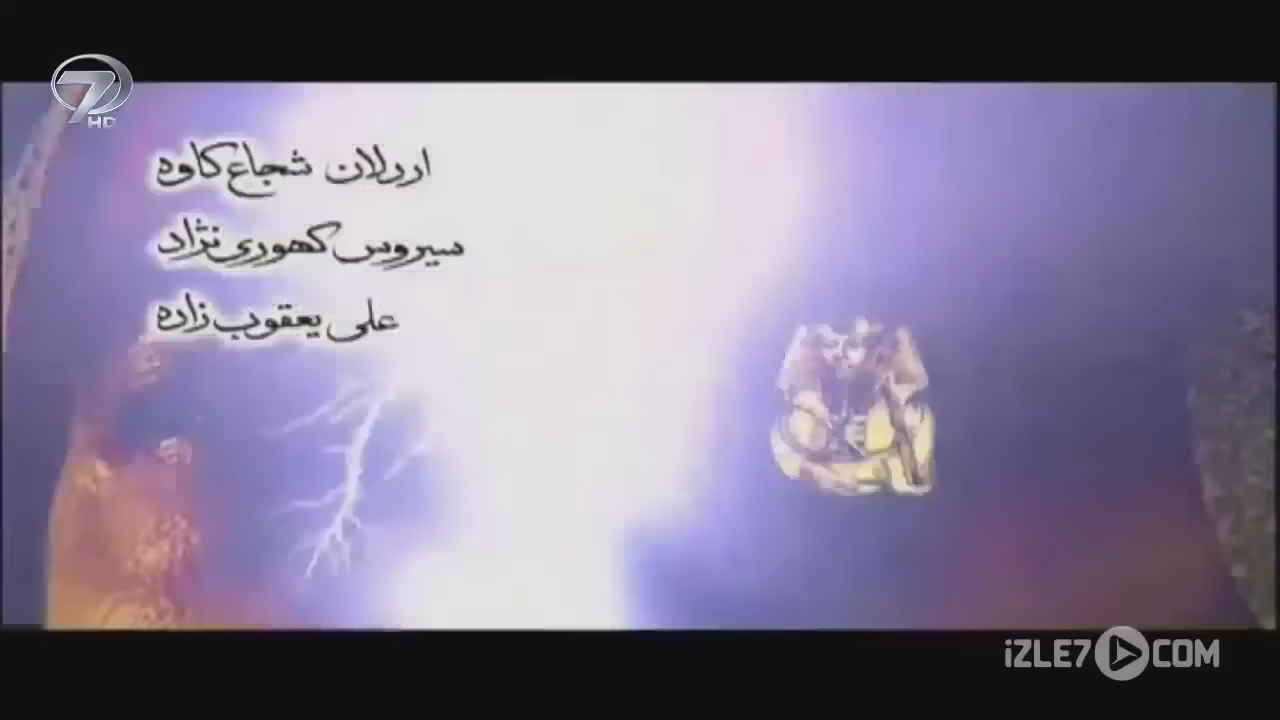 7
HD
اردلان شجاع کاوه
سیروس کهوری نژاد
علی یعقوب زاده
iZLE7 COM